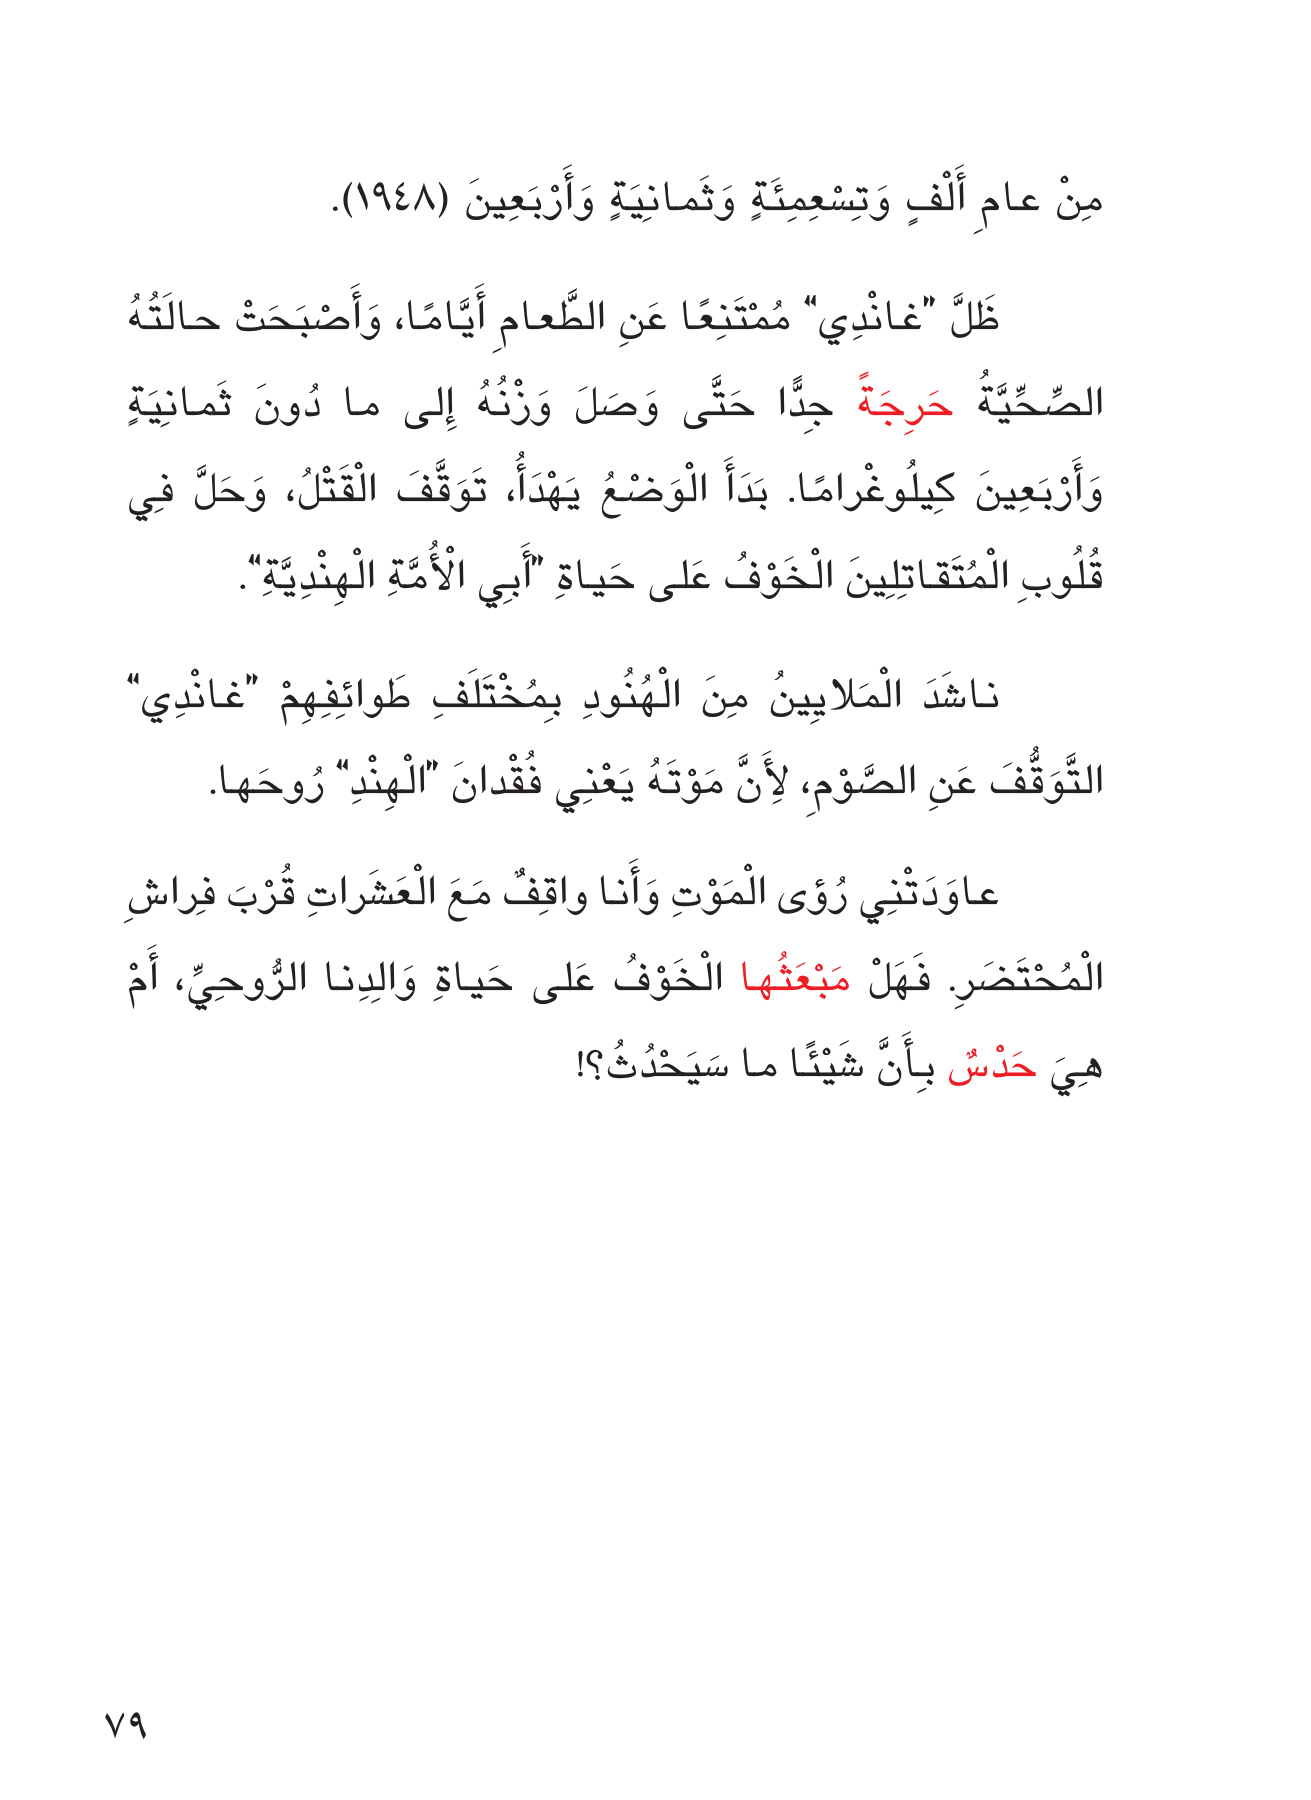 مِنْ عامِ أَلْفٍ وَتِسْعِمِئَةٍ وَثَمانِيَةٍ وَأَرْبَعِينَ (١٩٤٨).
ظَلَّ "غانْدِي" مُمْتَنِعًا عَنِ الطَّعامِ أَيَّامًا، وَأَصْبَحَتْ حالَتُهُ
الصِّحِّيَّةُ حَرِجَةً جِدًّا حَتَّى وَصَلَ وَزْنُهُ إِلى ما دُونَ ثَمانِيَةٍ
وَأَرْبَعِينَ كِيلُوغْرامًا. بَدَأَ الْوَضْعُ يَهْدَأُ، تَوَقَّفَ الْقَتْلُ، وَحَلَّ فِي
قُلُوبِ الْمُتَقاتِلِينَ الْخَوْفُ عَلى حَياةِ "أَبِي الْأُمَّةِ الْهِنْدِيَّةِ".
ناشَدَ الْمَلايِينُ مِنَ الْهُنُودِ بِمُخْتَلَفِ طَوائِفِهِمْ "غانْدِي"
التَّوَقُّفَ عَنِ الصَّوْمِ، لِأَنَّ مَوْتَهُ يَعْنِي فُقْدانَ "الْهِنْدِ" رُوحَها.
عاوَدَتْنِي رُؤى الْمَوْتِ وَأَنا واقِفٌ مَعَ الْعَشَراتِ قُرْبَ فِراشِ
الْمُحْتَضَرِ. فَهَلْ مَبْعَثُها الْخَوْفُ عَلى حَياةِ وَالِدِنا الرُّوحِيِّ، أَمْ
هِيَ حَدْسٌ بِأَنَّ شَيْئًا ما سَيَحْدُثُ؟!
٧٩